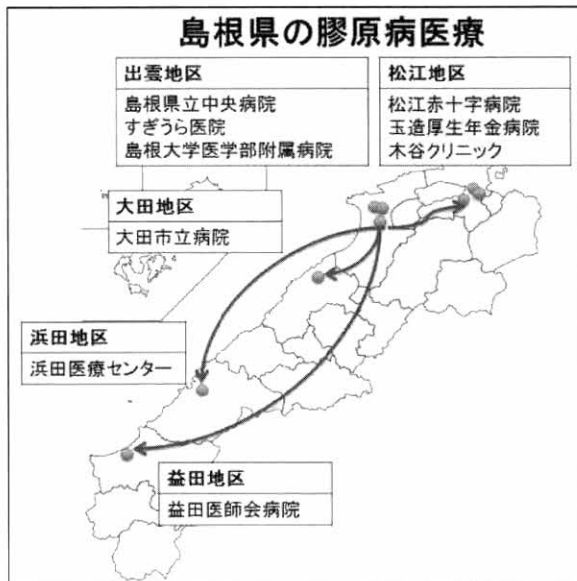 島根県の膠原病医療
出雲地区
島根県立中央病院
すぎうら医院
島根大学医学部附属病院
松江地区
松江赤十字病院
玉造厚生年金病院
木谷クリニック
大田地区
大田市立病院
浜田地区
浜田医療センター
益田地区
益田医師会病院